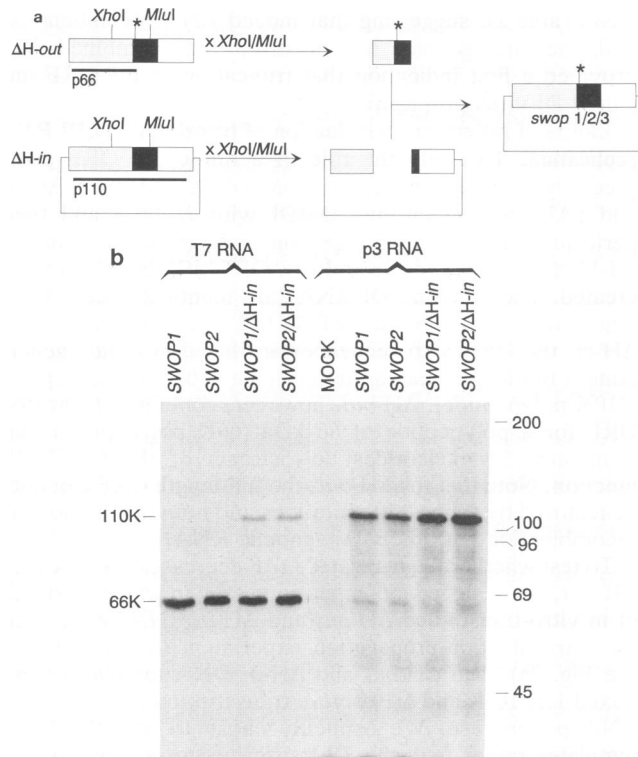 a
XhoI MluI
*
ΔH-out
x XhoI/MluI
p66
*
*
swop 1/2/3
XhoI MluI
ΔH-in
x XhoI/MluI
p110
b
T7 RNA p3 RNA
SWOP1
SWOP2
SWOP1/ΔH-in
SWOP2/ΔH-in
MOCK
SWOP1
SWOP2
SWOP1/ΔH-in
SWOP2/ΔH-in
200
110K
100
96
66K
69
45